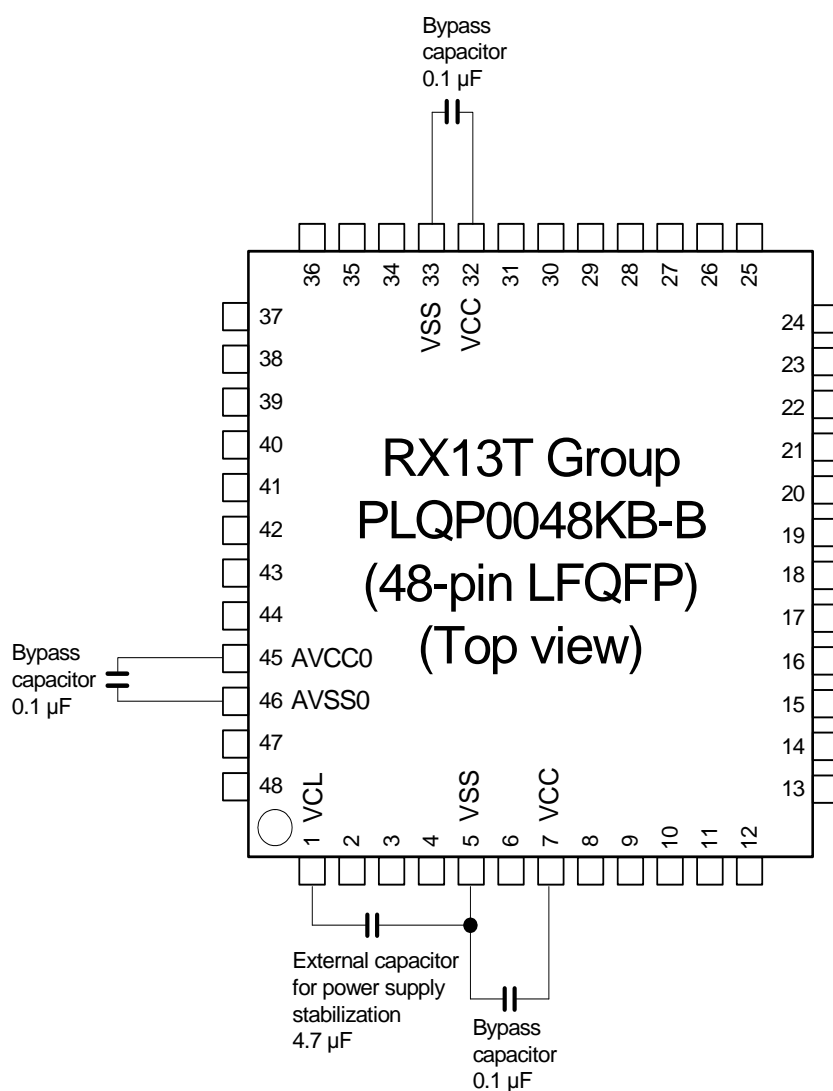 Bypass
capacitor
0.1 µF
36
35
34
33
32
31
30
29
28
27
26
25
VSS
VCC
37
38
39
40
41
42
43
44
45 AVCC0
46 AVSS0
47
48
24
23
22
21
20
19
18
17
16
15
14
13
RX13T Group
PLQP0048KB-B
(48-pin LFQFP)
(Top view)
Bypass
capacitor
0.1 µF
VCL
VSS
VCC
1
2
3
4
5
6
7
8
9
10
11
12
External capacitor
for power supply
stabilization
4.7 µF
Bypass
capacitor
0.1 µF